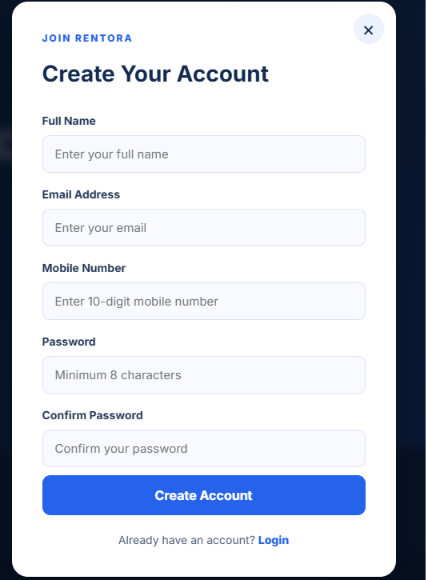 JOIN RENTORA
Create Your Account
Full Name
Enter your full name
Email Address
Enter your email
Mobile Number
Enter 10-digit mobile number
Password
Minimum 8 characters
Confirm Password
Confirm your password
Create Account
Already have an account? Login